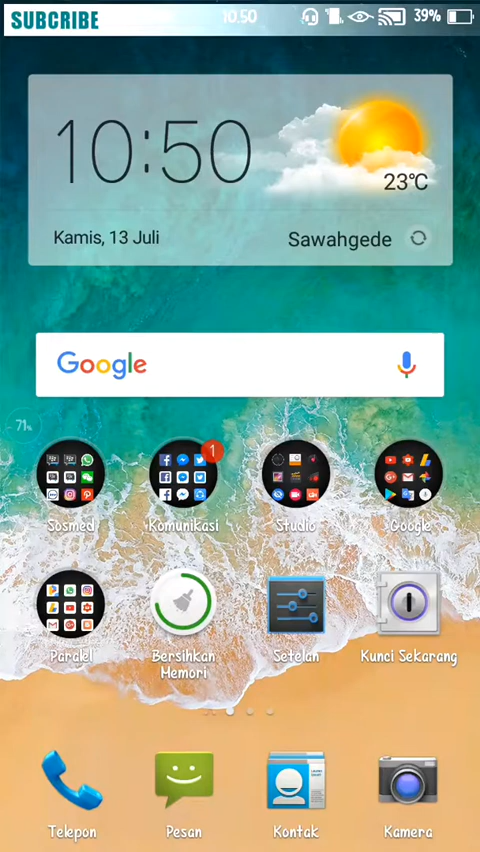 SUBCRIBE
10.50
39%
10:50
23℃
Kamis, 13 Juli
Sawahgede
Google
71%
1
Sosmed
Komunikasi
Studio
Google
Paralel
Bersihkan Memori
Setelan
Kunci Sekarang
Telepon
Pesan
Kontak
Kamera